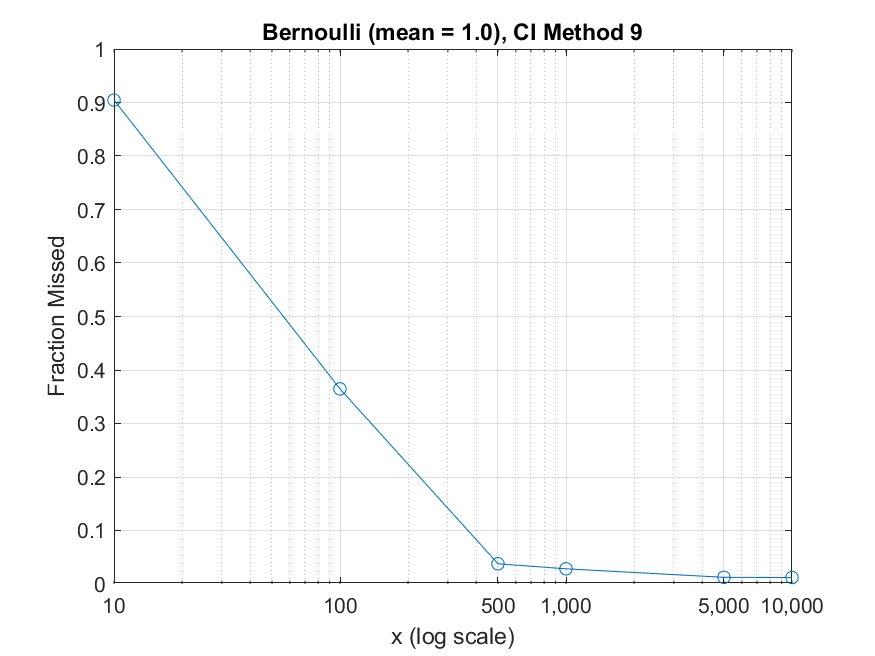 Bernoulli (mean = 1.0), CI Method 9
1
0.9
0.8
0.7
0.6
0.5
0.4
0.3
0.2
0.1
0
Fraction Missed
10 100 500 1,000 5,000 10,000
x (log scale)